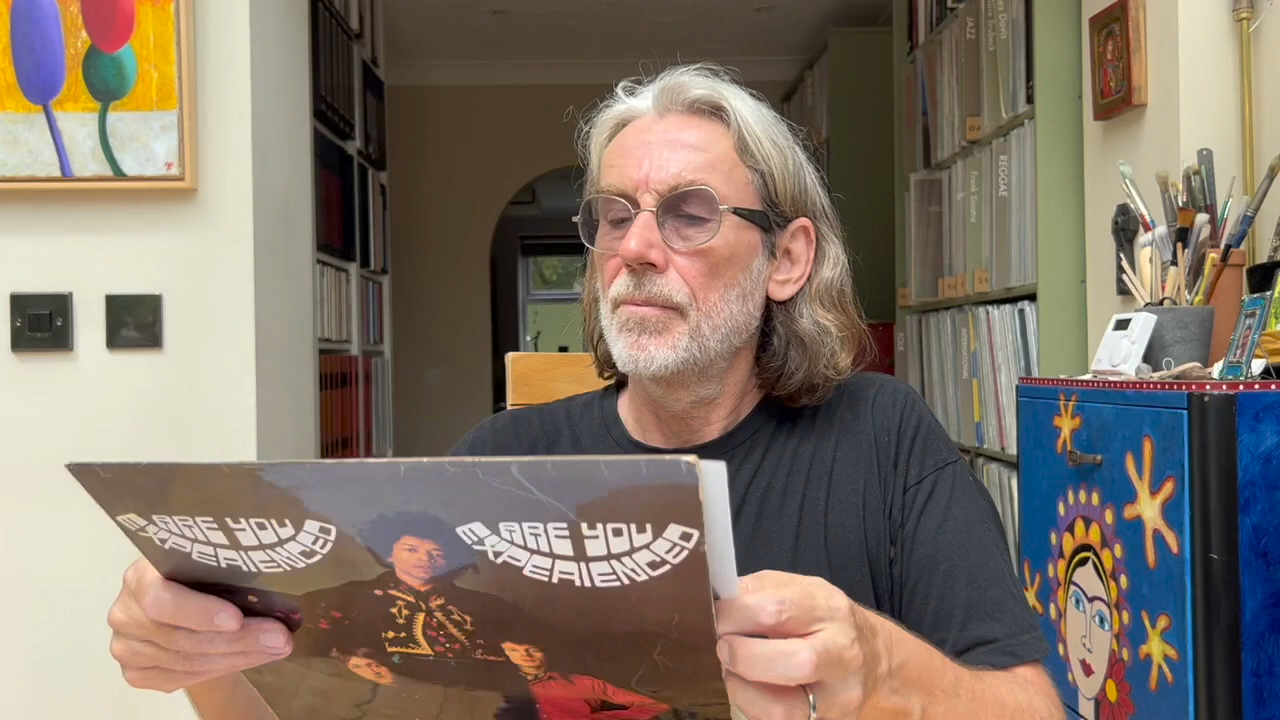 ARE YOU
EXPERIENCED
ARE YOU
EXPERIENCED
JAZZ
REGGAE
Frank Sinatra